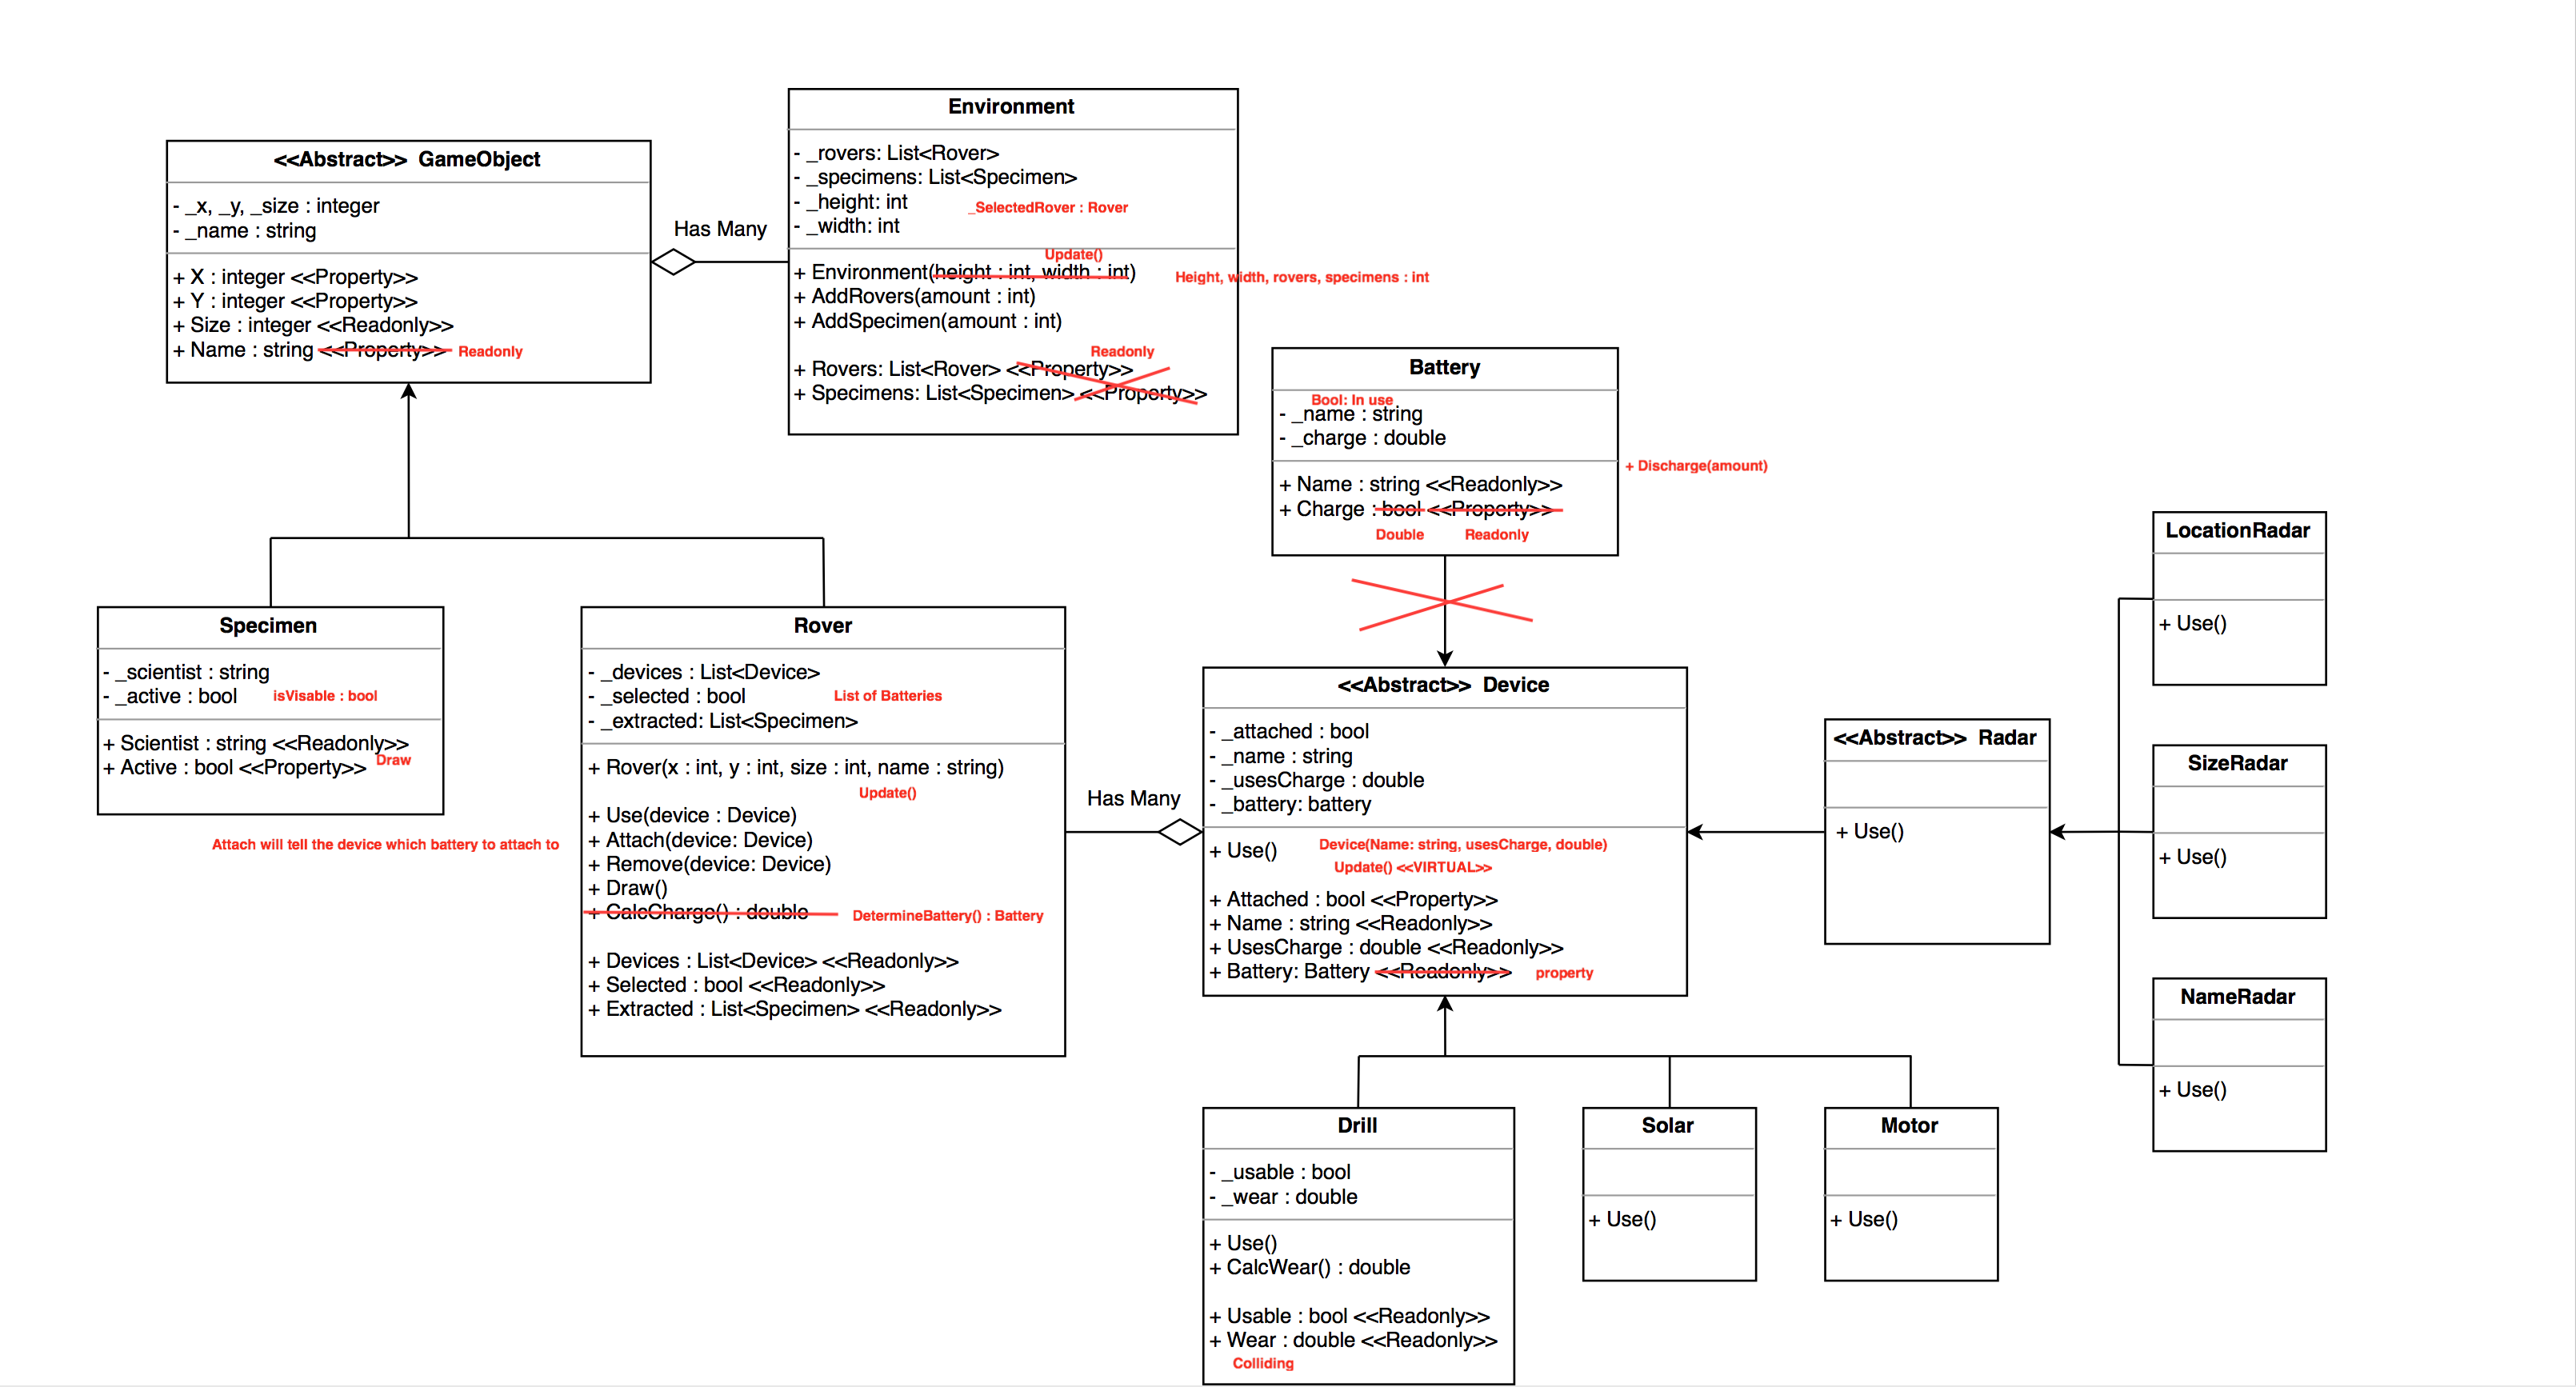 Environment
- _rovers: List<Rover>
- _specimens: List<Specimen>
- _height: int
_SelectedRover : Rover
- _width: int
Update()
+ Environment(height : int, width : int)
Height, width, rovers, specimens : int
+ AddRovers(amount : int)
+ AddSpecimen(amount : int)
Readonly
+ Rovers: List<Rover> <<Property>>
+ Specimens: List<Specimen> <<Property>>
<<Abstract>> GameObject
- _x, _y, _size : integer
- _name : string
+ X : integer <<Property>>
+ Y : integer <<Property>>
+ Size : integer <<Readonly>>
+ Name : string <<Property>> Readonly
Has Many
Battery
Bool: In use
- _name : string
- _charge : double
+ Discharge(amount)
+ Name : string <<Readonly>>
+ Charge : bool <<Property>>
Double Readonly
Specimen
- _scientist : string
- _active : bool
isVisable : bool
+ Scientist : string <<Readonly>>
+ Active : bool <<Property>>
Draw
Attach will tell the device which battery to attach to
Rover
- _devices : List<Device>
- _selected : bool
List of Batteries
- _extracted: List<Specimen>
+ Rover(x : int, y : int, size : int, name : string)
Update()
+ Use(device : Device)
+ Attach(device: Device)
+ Remove(device: Device)
+ Draw()
+ CalcCharge() : double
DetermineBattery() : Battery
+ Devices : List<Device> <<Readonly>>
+ Selected : bool <<Readonly>>
+ Extracted : List<Specimen> <<Readonly>>
Has Many
<<Abstract>> Device
- _attached : bool
- _name : string
- _usesCharge : double
- _battery: battery
+ Use()
Device(Name: string, usesCharge, double)
Update() <<VIRTUAL>>
+ Attached : bool <<Property>>
+ Name : string <<Readonly>>
+ UsesCharge : double <<Readonly>>
+ Battery: Battery <<Readonly>> property
<<Abstract>> Radar
+ Use()
LocationRadar
+ Use()
SizeRadar
+ Use()
NameRadar
+ Use()
Drill
- _usable : bool
- _wear : double
+ Use()
+ CalcWear() : double
+ Usable : bool <<Readonly>>
+ Wear : double <<Readonly>>
Colliding
Solar
+ Use()
Motor
+ Use()